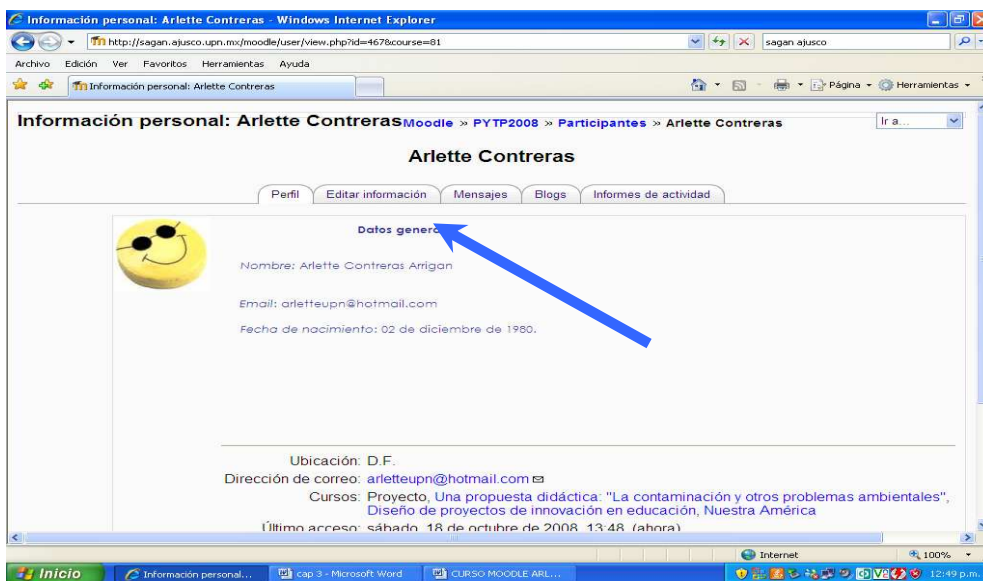 Información personal: Arlette Contreras - Windows Internet Explorer
http://sagan.ajusco.upn.mx/moodle/user/view.php?id=467&course=81
sagan ajusco
Archivo Edición Ver Favoritos Herramientas Ayuda
Información personal: Arlette Contreras
Página Herramientas
Información personal: Arlette Contreras Moodle » PYTP2008 » Participantes » Arlette Contreras
Ir a...
Arlette Contreras
Perfil Editar información Mensajes Blogs Informes de actividad
Datos
Nombre: Arlette Contreras Arrigan
Email: arletteupn@hotmail.com
Fecha de nacimiento: 02 de diciembre de 1980.
Ubicación: D.F.
Dirección de correo: arletteupn@hotmail.com
Cursos: Proyecto, Una propuesta didáctica: "La contaminación y otros problemas ambientales",
Diseño de proyectos de innovación en educación, Nuestra América
Último acceso: sábado, 18 de octubre de 2008, 13:48 (ahora)
Internet 100%
Inicio Información personal... cap 3 - Microsoft Word CURSO MOODLE ARL... 12:49 p.m.